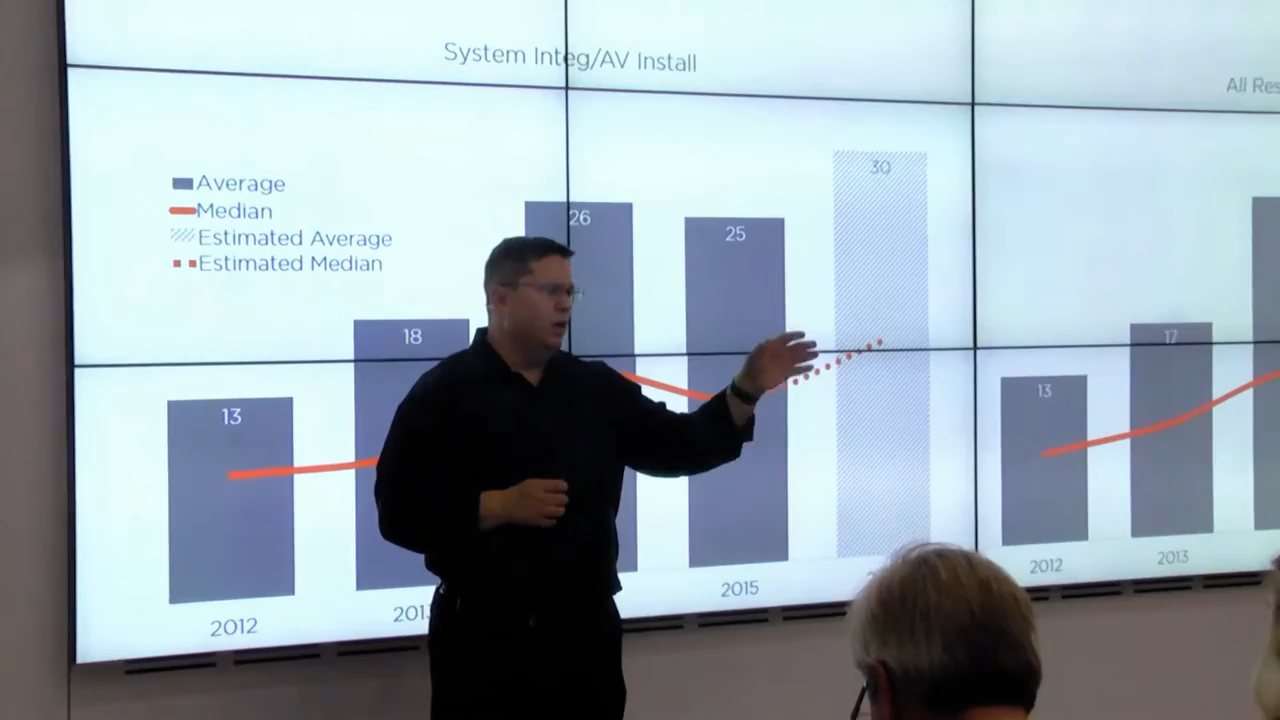 System Integ/AV Install
All Res
Average
Median
Estimated Average
Estimated Median
13
18
26
25
30
13
17
2012
201
2015
2012
2013